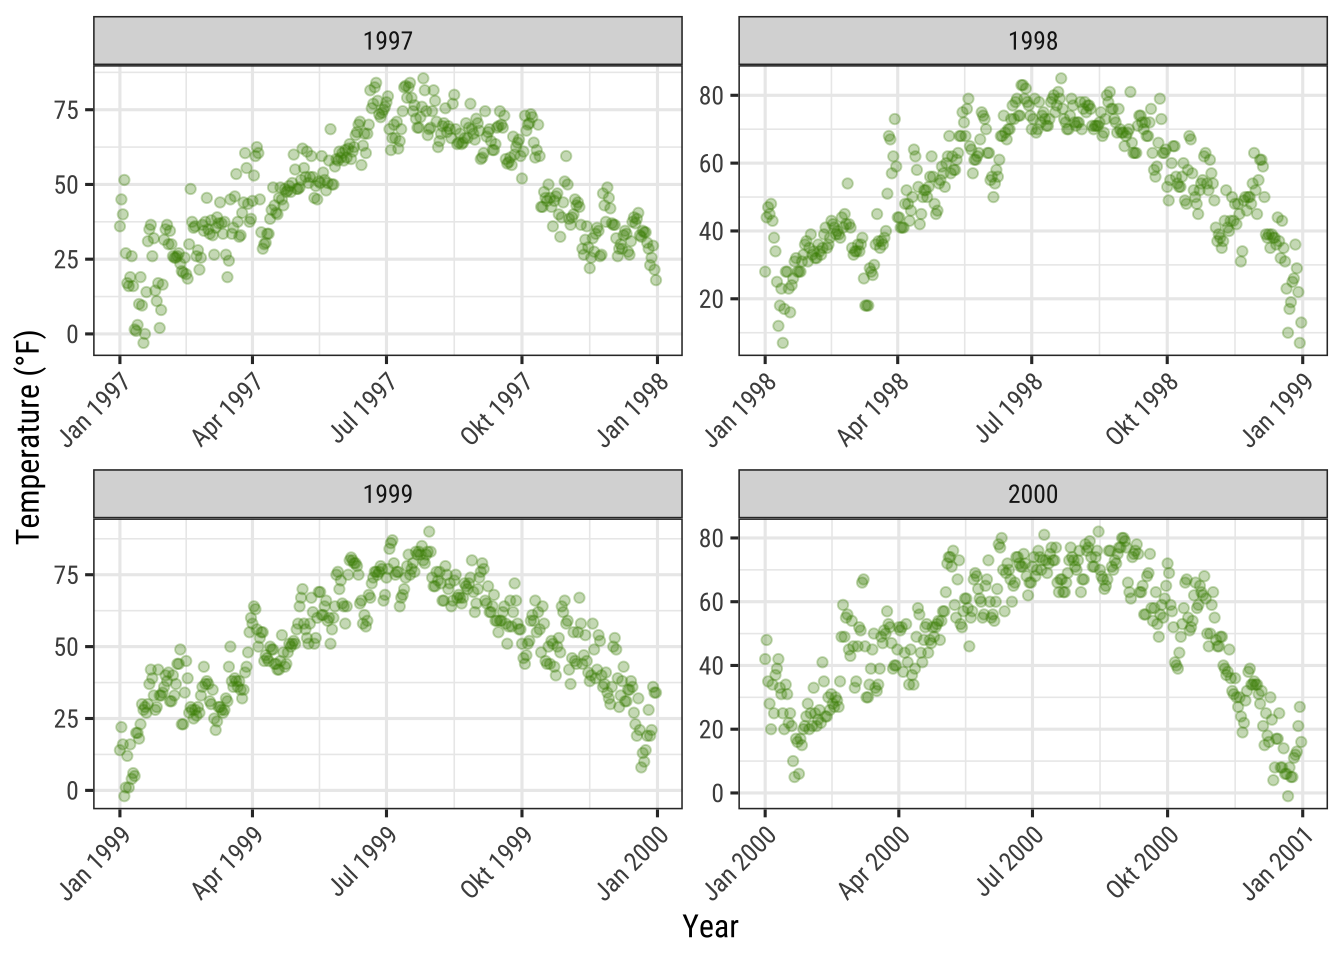 1997
1998
75
50
25
0
80
60
40
20
Jan 1997
Apr 1997
Jul 1997
Okt 1997
Jan 1998
Jan 1998
Apr 1998
Jul 1998
Okt 1998
Jan 1999
Temperature (°F)
1999
2000
75
50
25
0
80
60
40
20
0
Jan 1999
Apr 1999
Jul 1999
Okt 1999
Jan 2000
Jan 2000
Apr 2000
Jul 2000
Okt 2000
Jan 2001
Year